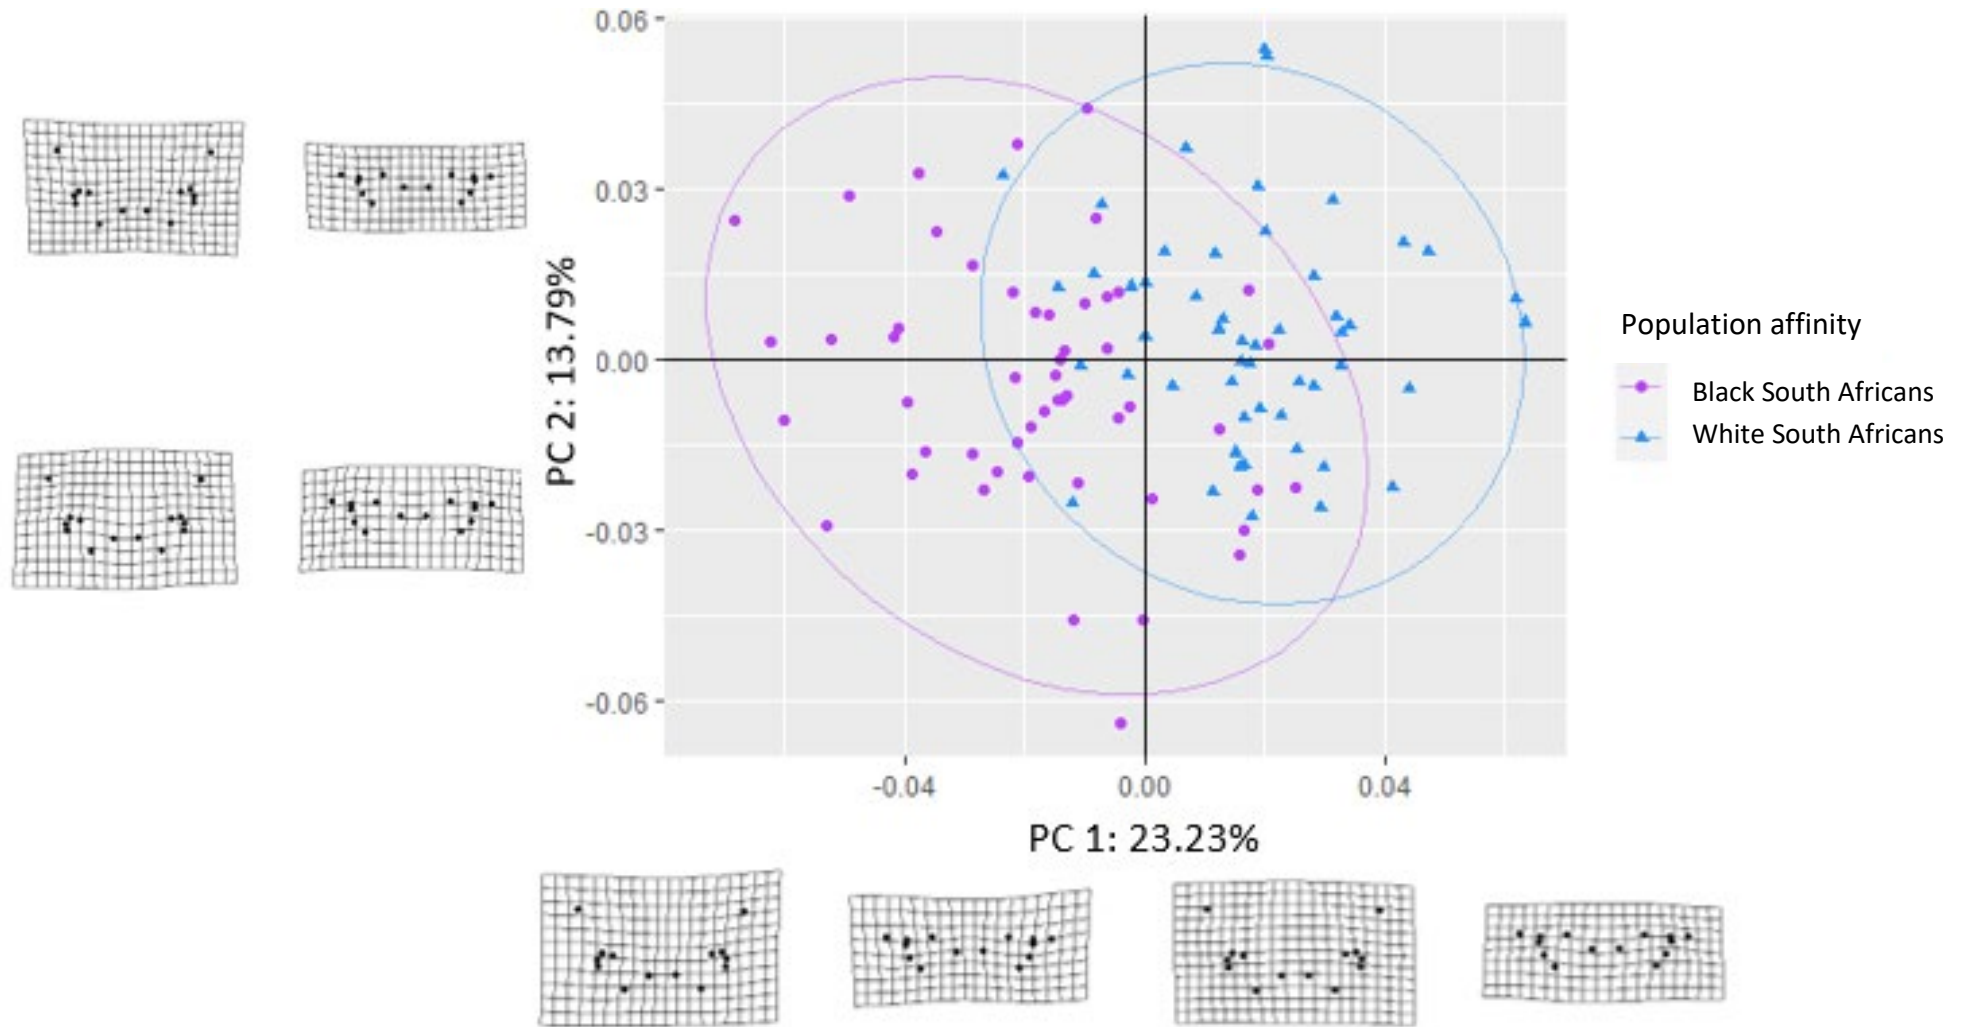 0.06
0.03
0.00
-0.03
-0.06
PC 2: 13.79%
-0.04
0.00
0.04
PC 1: 23.23%
Population affinity
Black South Africans
White South Africans